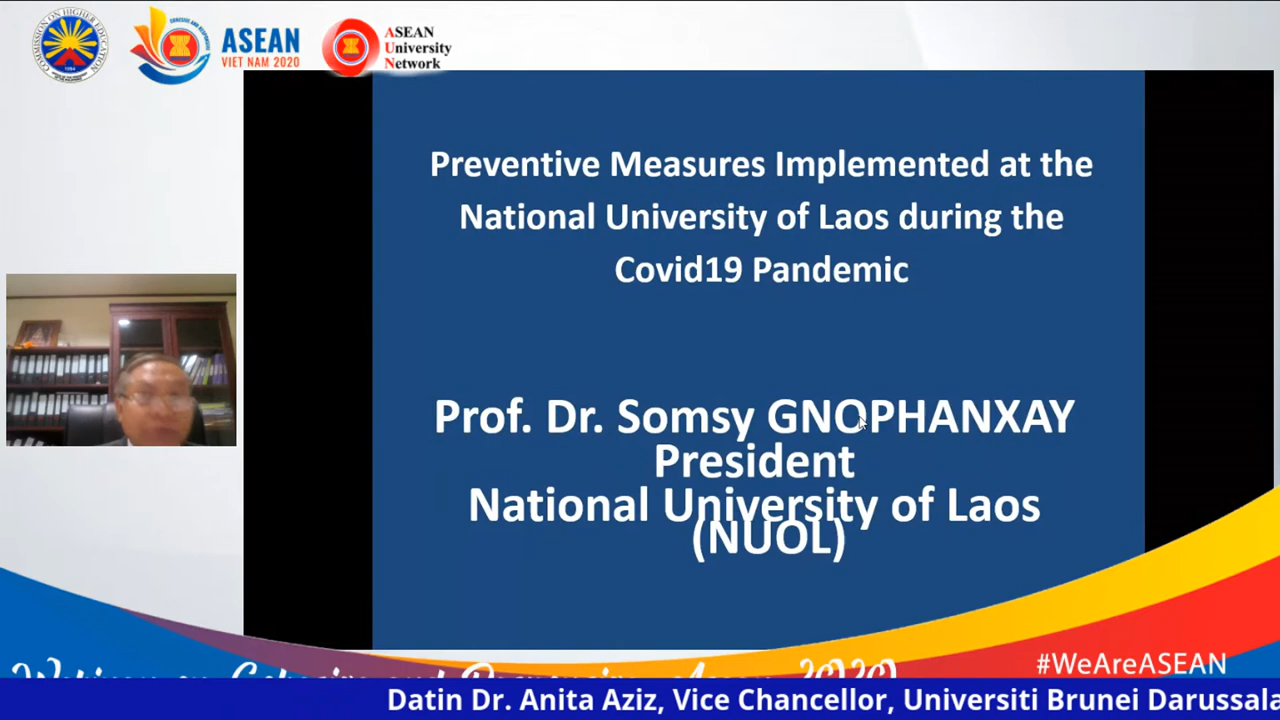 ASEAN
VIET NAM 2020
ASEAN
University
Network
Preventive Measures Implemented at the
National University of Laos during the
Covid19 Pandemic
Prof. Dr. Somsy GNOPHANXAY
President
National University of Laos
(NUOL)
#WeAreASEAN
Datin Dr. Anita Aziz, Vice Chancellor, Universiti Brunei Darussala